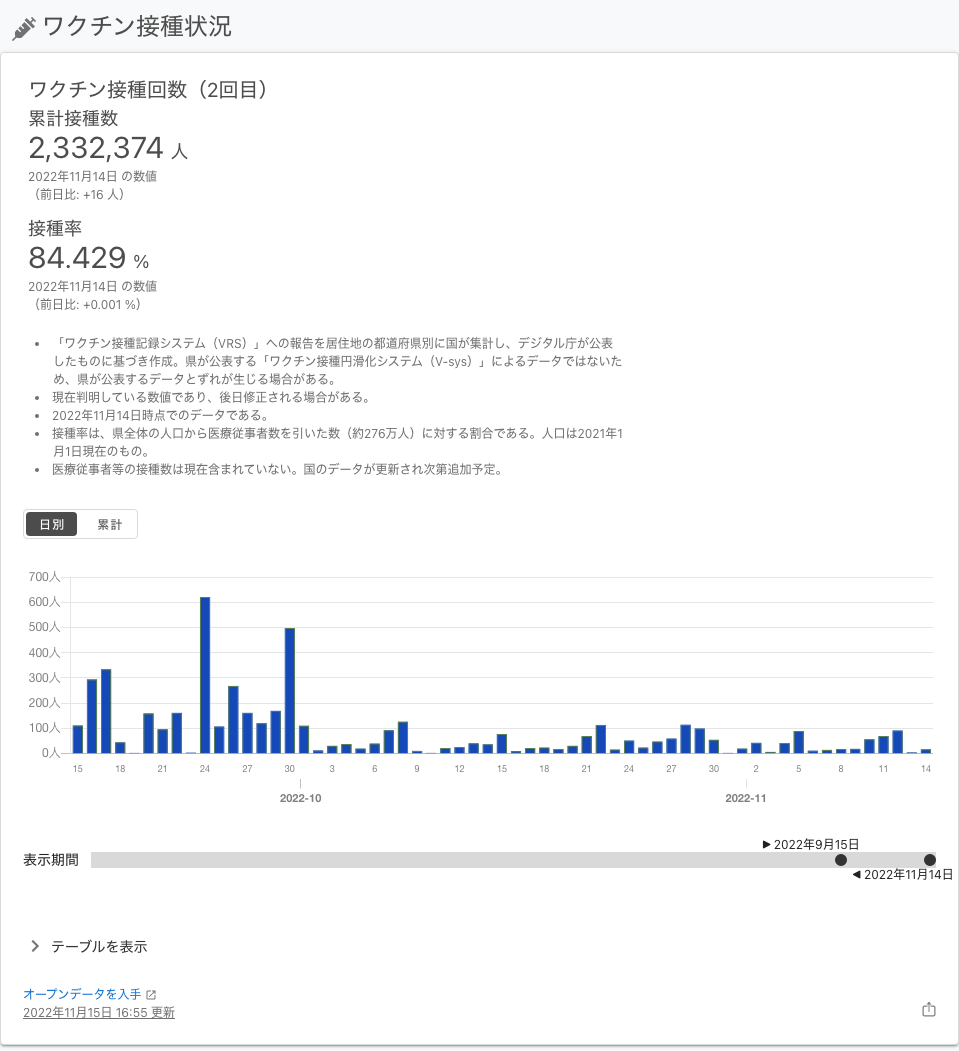 ワクチン接種状況
ワクチン接種回数（2回目）
累計接種数
2,332,374 人
2022年11月14日 の数値
（前日比: +16 人）
接種率
84.429 %
2022年11月14日 の数値
（前日比: +0.001 %）
「ワクチン接種記録システム（VRS）」への報告を居住地の都道府県別に国が集計し、デジタル庁が公表
したものに基づき作成。県が公表する「ワクチン接種円滑化システム（V-sys）」によるデータではないた
め、県が公表するデータとずれが生じる場合がある。
現在判明している数値であり、後日修正される場合がある。
2022年11月14日時点でのデータである。
接種率は、県全体の人口から医療従事者数を引いた数（約276万人）に対する割合である。人口は2021年1
月1日現在のもの。
医療従事者等の接種数は現在含まれていない。国のデータが更新され次第追加予定。
日別 累計
700人
600人
500人
400人
300人
200人
100人
0人
15 18 21 24 27 30 3 6 9 12 15 18 21 24 27 30 2 5 8 11 14
2022-10 2022-11
2022年9月15日
表示期間
2022年11月14日
テーブルを表示
オープンデータを入手
2022年11月15日 16:55 更新